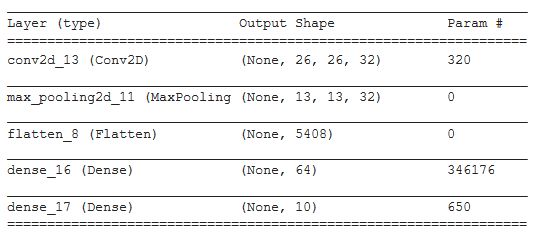 Layer (type) Output Shape Param #
conv2d_13 (Conv2D) (None, 26, 26, 32) 320
max_pooling2d_11 (MaxPooling (None, 13, 13, 32) 0
flatten_8 (Flatten) (None, 5408) 0
dense_16 (Dense) (None, 64) 346176
dense_17 (Dense) (None, 10) 650